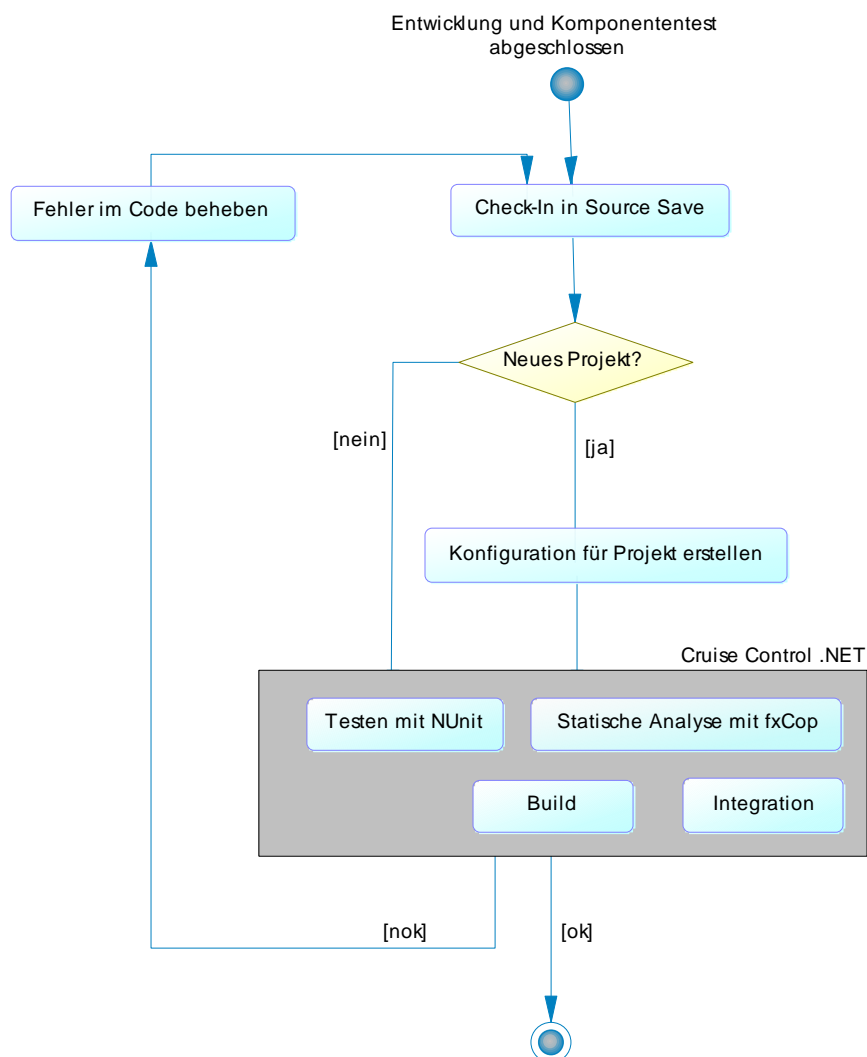 Entwicklung und Komponententest
abgeschlossen
Fehler im Code beheben
Check-In in Source Save
Neues Projekt?
[nein]
[ja]
Konfiguration für Projekt erstellen
Cruise Control .NET
Testen mit NUnit
Statische Analyse mit fxCop
Build
Integration
[nok]
[ok]